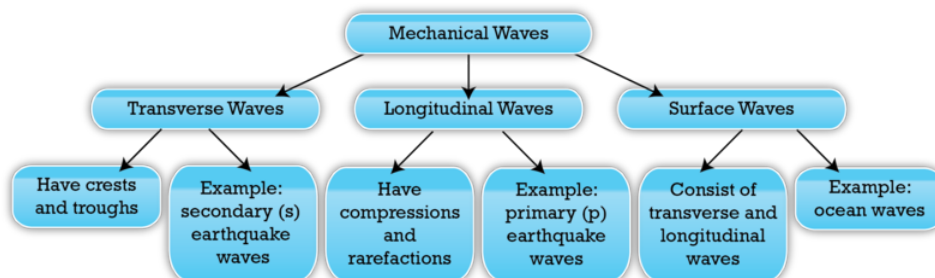 Mechanical Waves
Transverse Waves
Longitudinal Waves
Surface Waves
Have crests
and troughs
Example:
secondary (s)
earthquake
waves
Have
compressions
and
rarefactions
Example:
primary (p)
earthquake
waves
Consist of
transverse and
longitudinal
waves
Example:
ocean waves